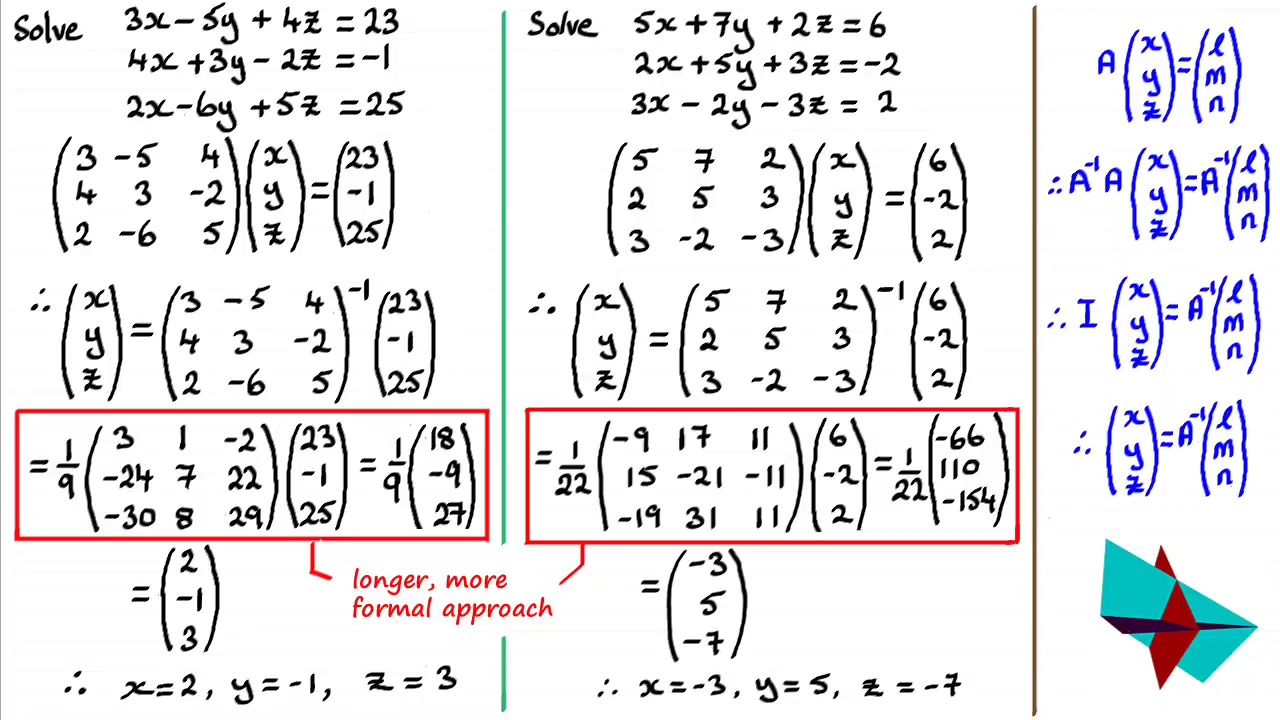 Solve 3x - 5y + 4z = 23
4x + 3y - 2z = -1
2x - 6y + 5z = 25
(3 -5 4) (x) (23)
(4 3 -2) (y) = (-1)
(2 -6 5) (z) (25)
∴ (x) (3 -5 4)⁻¹ (23)
(y) = (4 3 -2) (-1)
(z) (2 -6 5) (25)
= 1/9 (3 1 -2) (23) = 1/9 (18)
(-24 7 22) (-1) (-9)
(-30 8 29) (25) (27)
= (2)
(-1)
(3)
∴ x = 2, y = -1, z = 3
longer, more
formal approach
Solve 5x + 7y + 2z = 6
2x + 5y + 3z = -2
3x - 2y - 3z = 2
(5 7 2) (x) (6)
(2 5 3) (y) = (-2)
(3 -2 -3) (z) (2)
∴ (x) (5 7 2)⁻¹ (6)
(y) = (2 5 3) (-2)
(z) (3 -2 -3) (2)
= 1/22 (-9 17 11) (6) = 1/22 (-66)
(15 -21 -11) (-2) (110)
(-19 31 11) (2) (-154)
= (-3)
(5)
(-7)
∴ x = -3, y = 5, z = -7
A (x) = (l)
(y) (m)
(z) (n)
∴ A⁻¹ A (x) = A⁻¹ (l)
(y) (m)
(z) (n)
∴ I (x) = A⁻¹ (l)
(y) (m)
(z) (n)
∴ (x) = A⁻¹ (l)
(y) (m)
(z) (n)